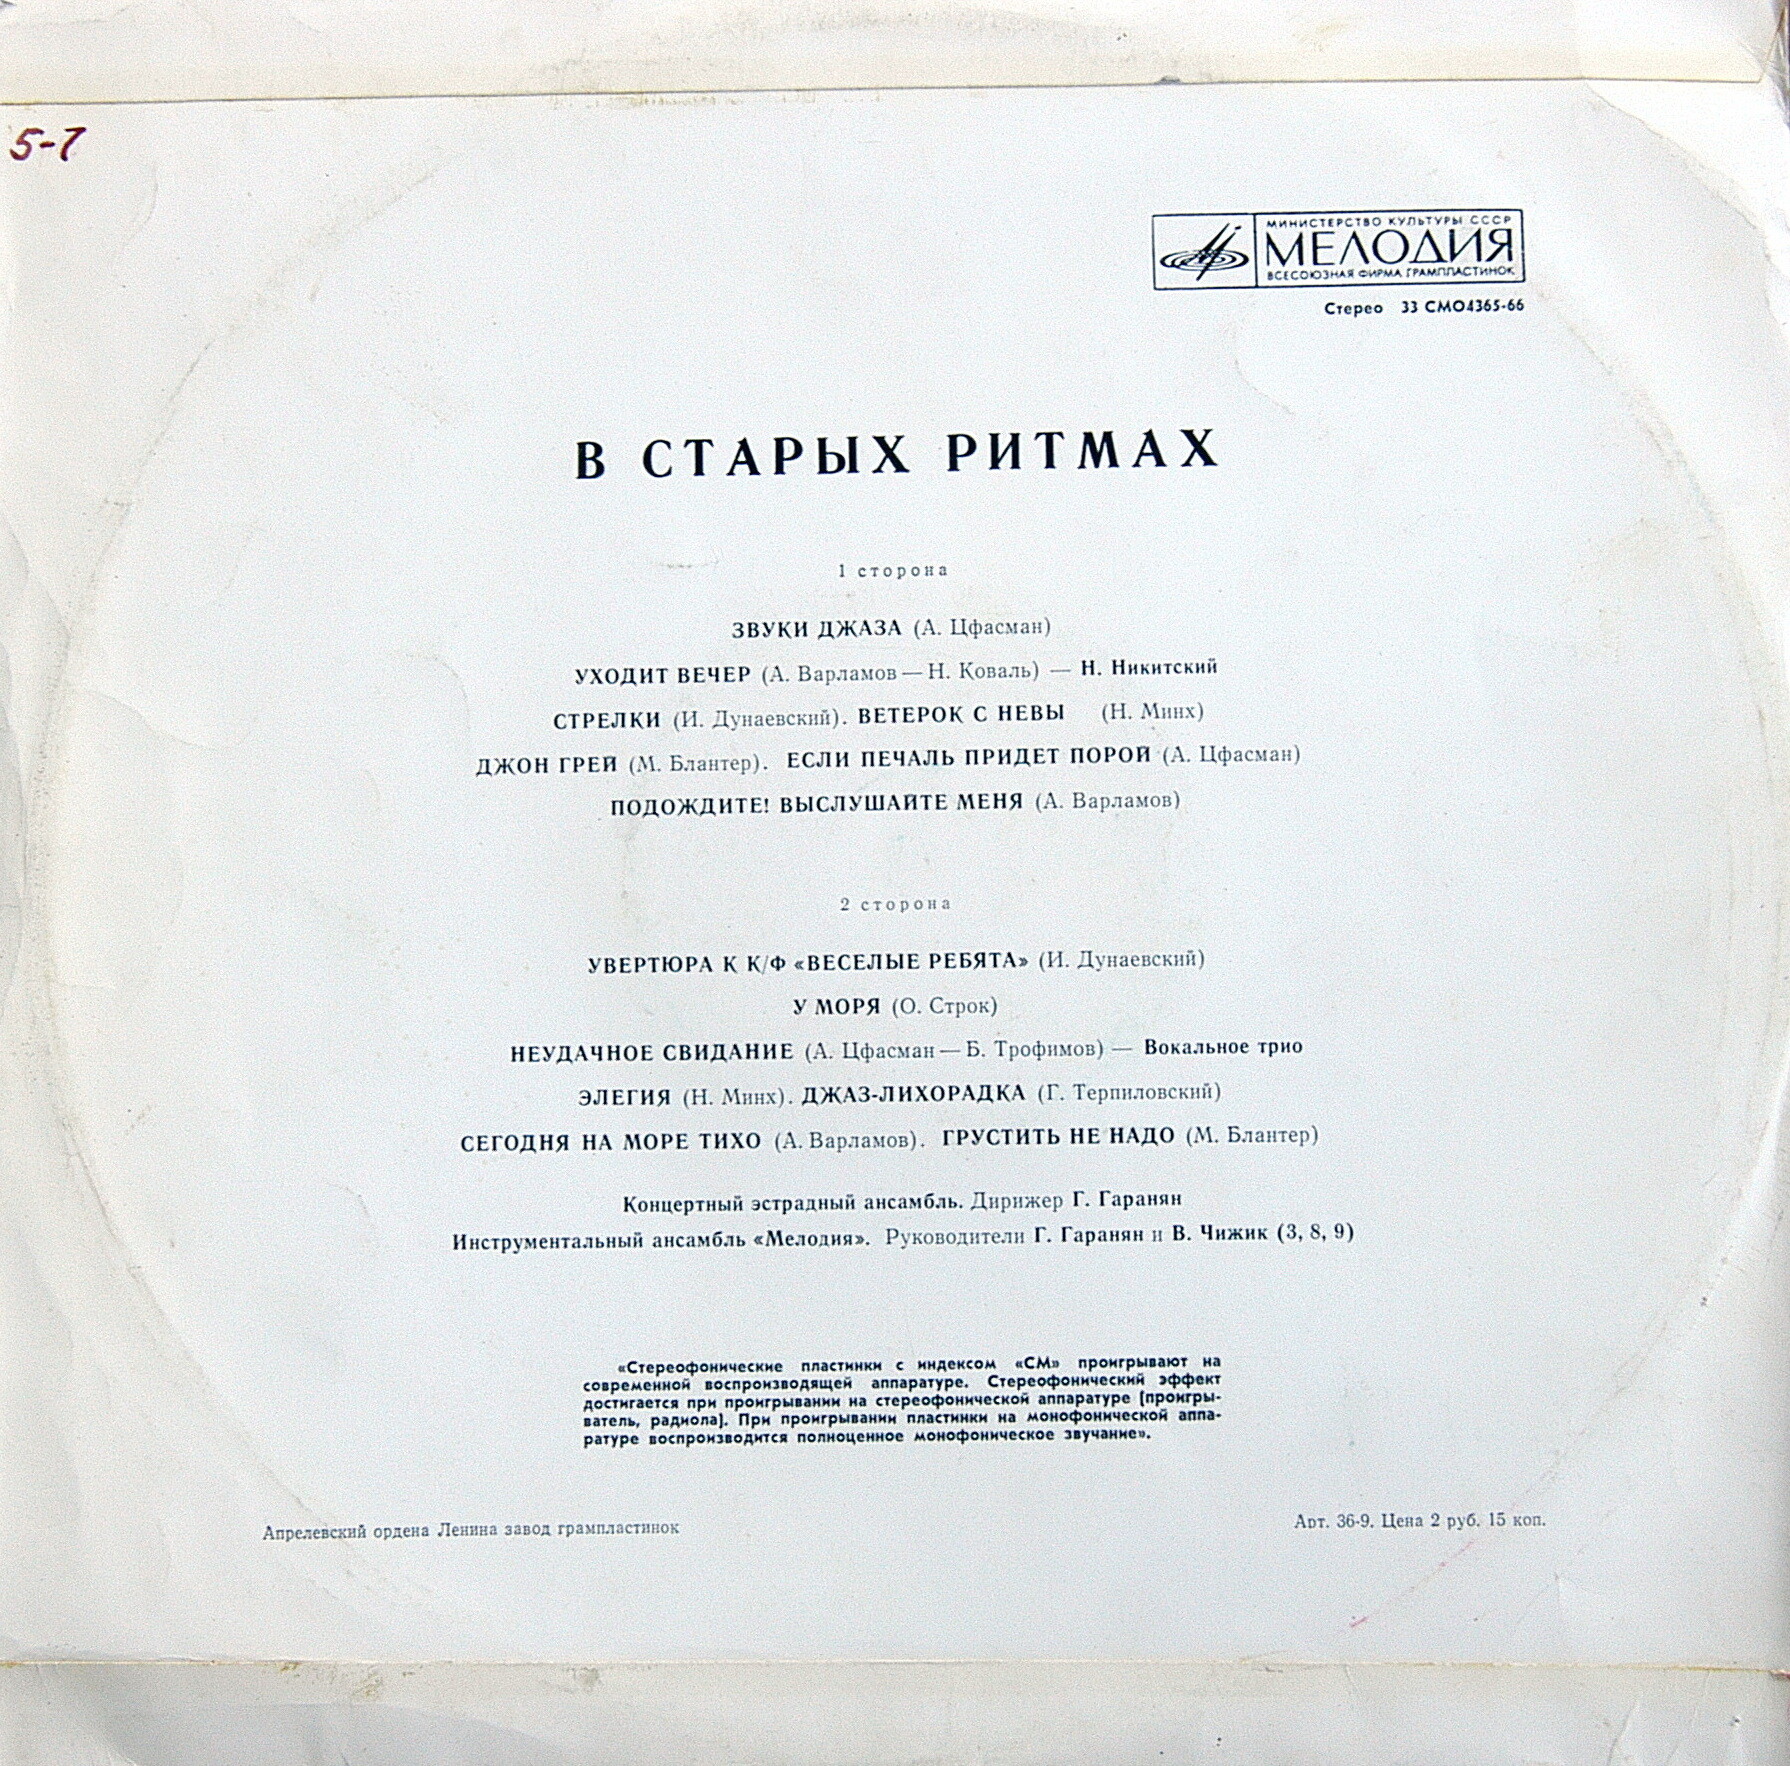 5-7
МИНИСТЕРСТВО КУЛЬТУРЫ СССР
МЕЛОДИЯ
ВСЕСОЮЗНАЯ ФИРМА ГРАМПЛАСТИНОК
Стерео 33 СМО4365-66
В СТАРЫХ РИТМАХ
1 сторона
ЗВУКИ ДЖАЗА (А. Цфасман)
УХОДИТ ВЕЧЕР (А. Варламов — Н. Коваль) — Н. Никитский
СТРЕЛКИ (И. Дунаевский). ВЕТЕРОК С НЕВЫ (Н. Минх)
ДЖОН ГРЕЙ (М. Блантер). ЕСЛИ ПЕЧАЛЬ ПРИДЕТ ПОРОЙ (А. Цфасман)
ПОДОЖДИТЕ! ВЫСЛУШАЙТЕ МЕНЯ (А. Варламов)
2 сторона
УВЕРТЮРА К К/Ф «ВЕСЕЛЫЕ РЕБЯТА» (И. Дунаевский)
У МОРЯ (О. Строк)
НЕУДАЧНОЕ СВИДАНИЕ (А. Цфасман — Б. Трофимов) — Вокальное трио
ЭЛЕГИЯ (Н. Минх). ДЖАЗ-ЛИХОРАДКА (Г. Терпиловский)
СЕГОДНЯ НА МОРЕ ТИХО (А. Варламов). ГРУСТИТЬ НЕ НАДО (М. Блантер)
Концертный эстрадный ансамбль. Дирижер Г. Гаранян
Инструментальный ансамбль «Мелодия». Руководители Г. Гаранян и В. Чижик (3, 8, 9)
«Стереофонические пластинки с индексом «СМ» проигрывают на
современной воспроизводящей аппаратуре. Стереофонический эффект
достигается при проигрывании на стереофонической аппаратуре (проигры-
ватель, радиола). При проигрывании пластинки на монофонической аппа-
ратуре воспроизводится полноценное монофоническое звучание».
Апрелевский ордена Ленина завод грампластинок
Арт. 36-9. Цена 2 руб. 15 коп.